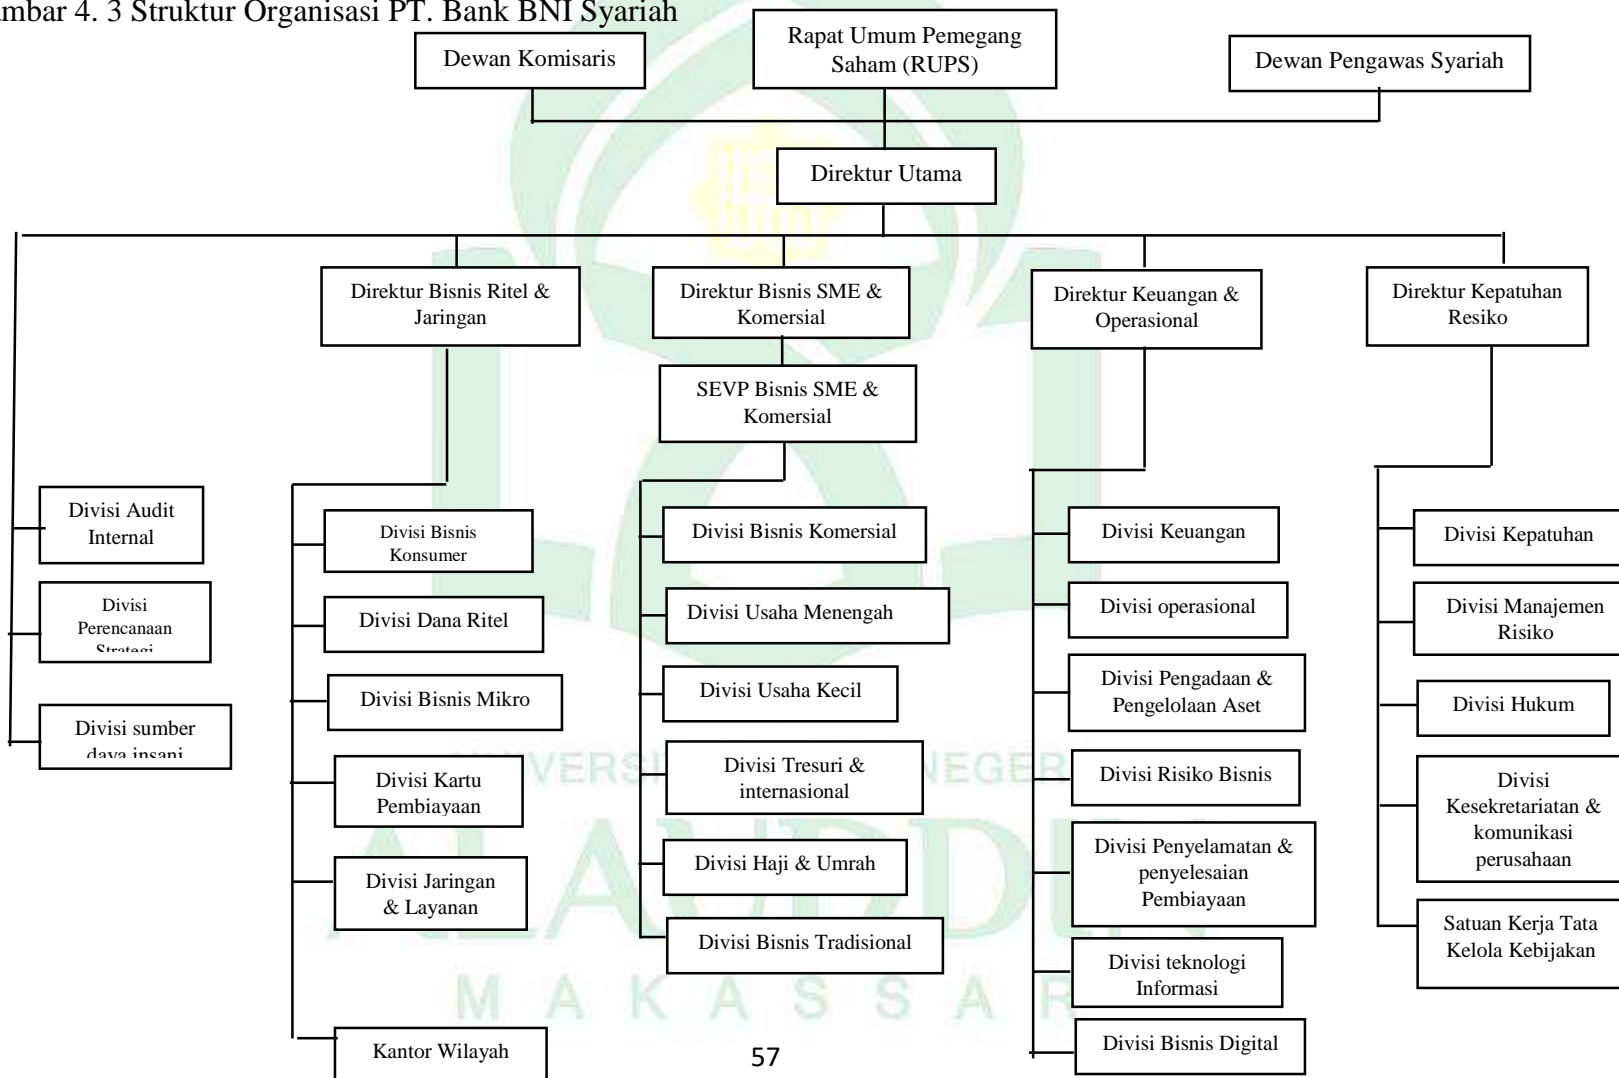 mbar 4. 3 Struktur Organisasi PT. Bank BNI Syariah
Dewan Komisaris
Rapat Umum Pemegang
Saham (RUPS)
Dewan Pengawas Syariah
Direktur Utama
Direktur Bisnis Ritel &
Jaringan
Direktur Bisnis SME &
Komersial
Direktur Keuangan &
Operasional
Direktur Kepatuhan
Resiko
SEVP Bisnis SME &
Komersial
Divisi Audit
Internal
Divisi
Perencanaan
Strategi
Divisi sumber
daya insani
Divisi Bisnis
Konsumer
Divisi Dana Ritel
Divisi Bisnis Mikro
Divisi Kartu
Pembiayaan
Divisi Jaringan
& Layanan
Kantor Wilayah
Divisi Bisnis Komersial
Divisi Usaha Menengah
Divisi Usaha Kecil
Divisi Tresuri &
internasional
Divisi Haji & Umrah
Divisi Bisnis Tradisional
Divisi Keuangan
Divisi operasional
Divisi Pengadaan &
Pengelolaan Aset
Divisi Risiko Bisnis
Divisi Penyelamatan &
penyelesaian
Pembiayaan
Divisi teknologi
Informasi
Divisi Bisnis Digital
Divisi Kepatuhan
Divisi Manajemen
Risiko
Divisi Hukum
Divisi
Kesekretariatan &
komunikasi
perusahaan
Satuan Kerja Tata
Kelola Kebijakan
MAKASSAR
57